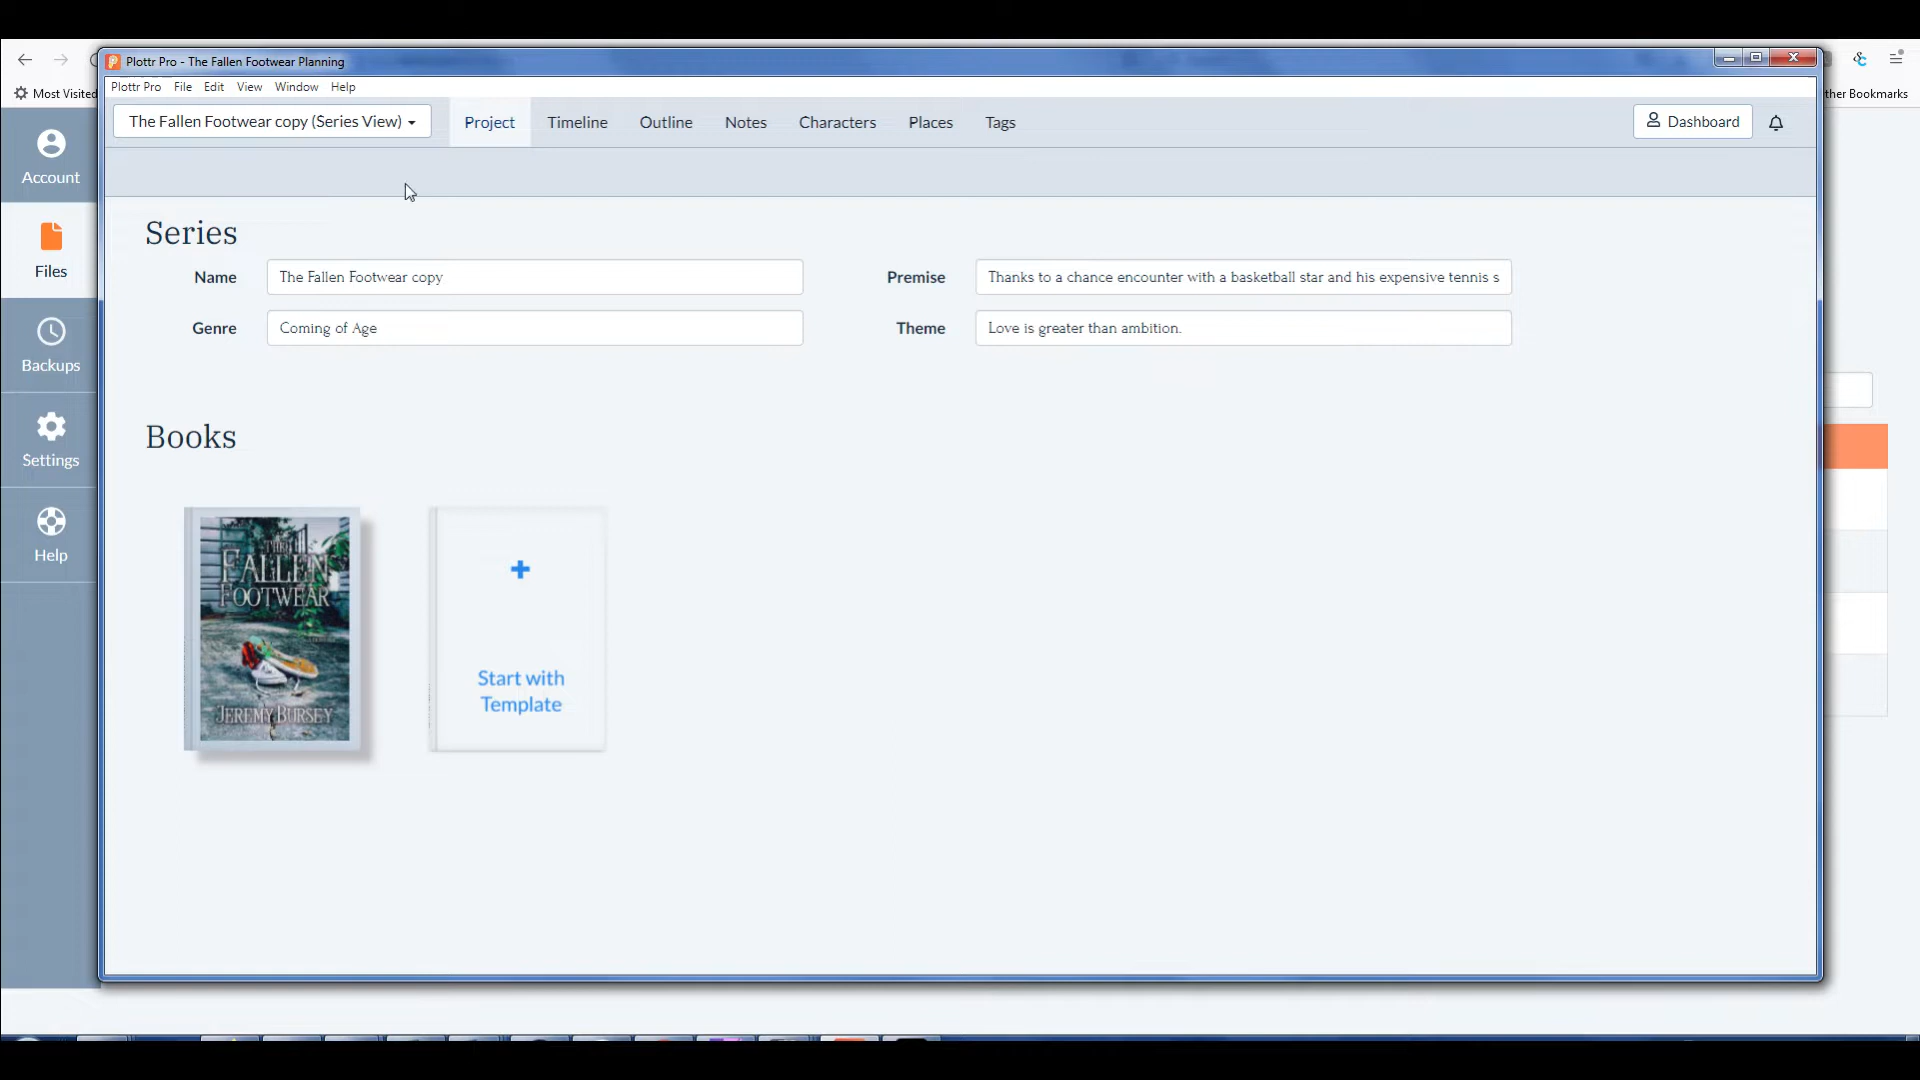 Plottr Pro - The Fallen Footwear Planning
Most Visited
ther Bookmarks
Plottr Pro File Edit View Window Help
The Fallen Footwear copy (Series View)
Project Timeline Outline Notes Characters Places Tags
Dashboard
Account
Files
Backups
Settings
Help
Series
Name The Fallen Footwear copy
Premise Thanks to a chance encounter with a basketball star and his expensive tennis s
Genre Coming of Age
Theme Love is greater than ambition.
Books
THE
FALLEN
FOOTWEAR
JEREMY BURSEY
Start with
Template